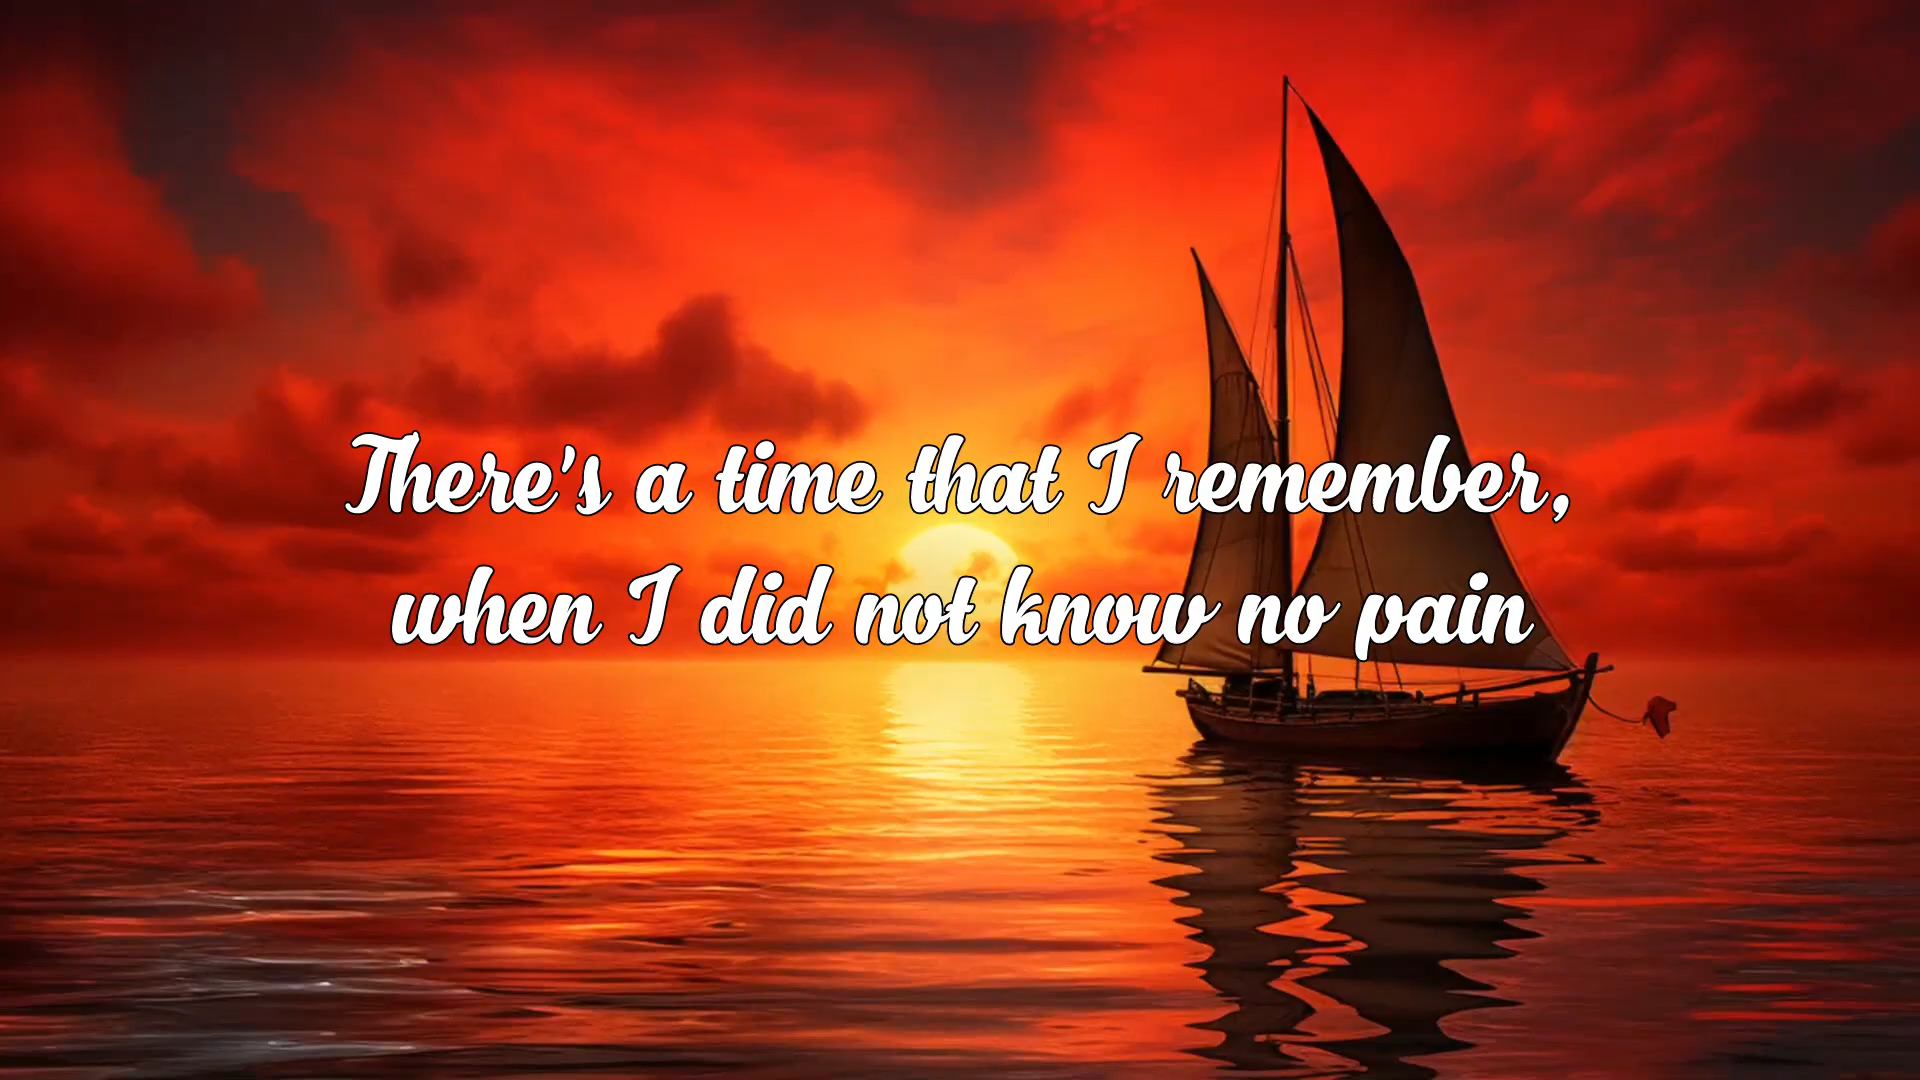 There's a time that I remember,
when I did not know no pain